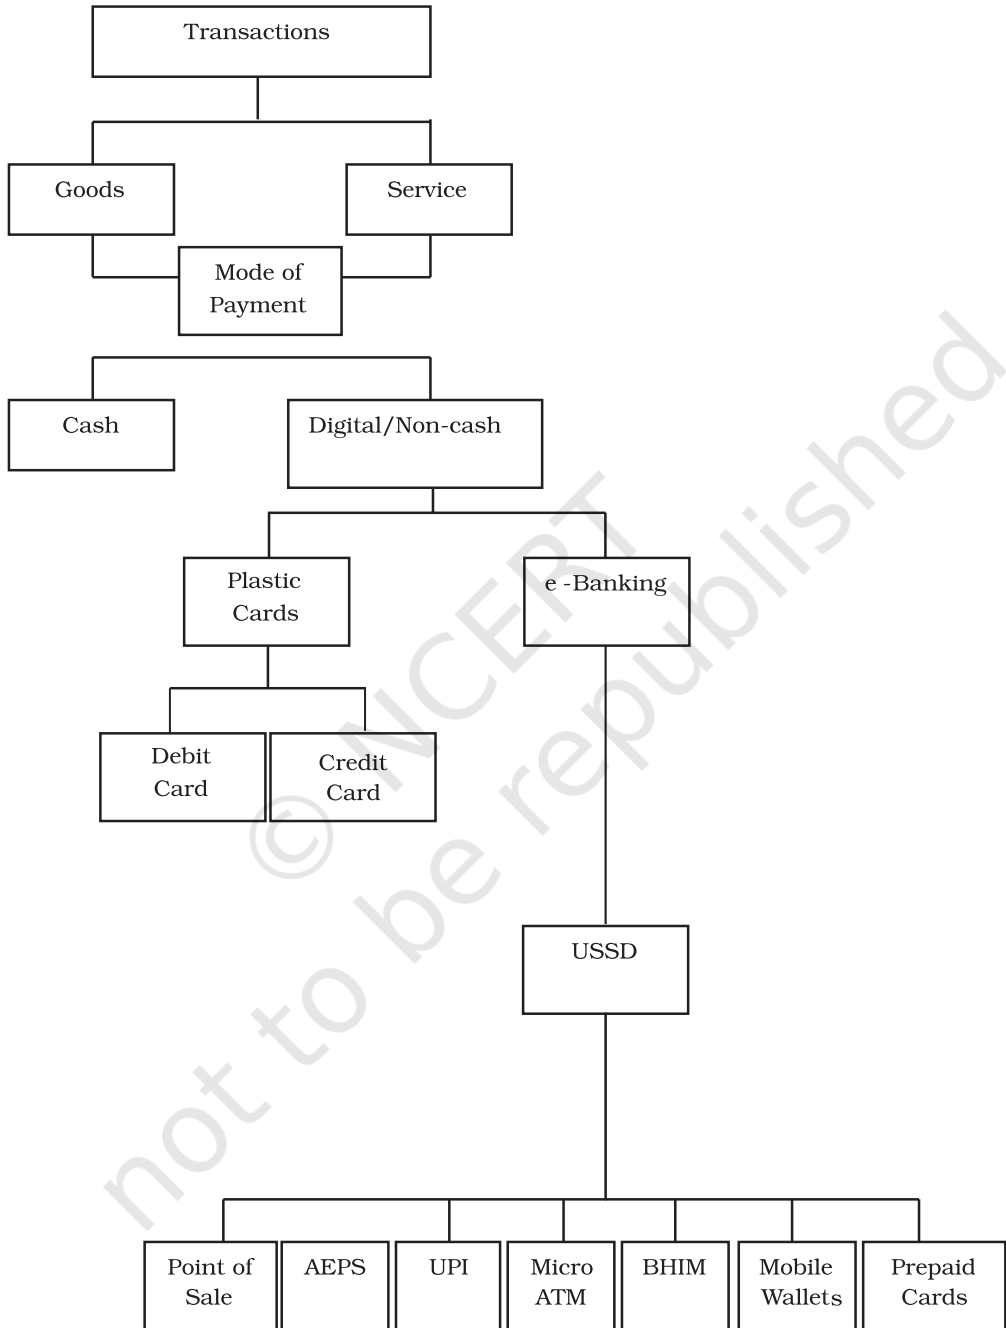 Transactions
Goods
Service
Mode of
Payment
Cash
Digital/Non-cash
Plastic
Cards
e -Banking
Debit
Card
Credit
Card
USSD
Point of
Sale
AEPS
UPI
Micro
ATM
BHIM
Mobile
Wallets
Prepaid
Cards
© NCERT
not to be republished